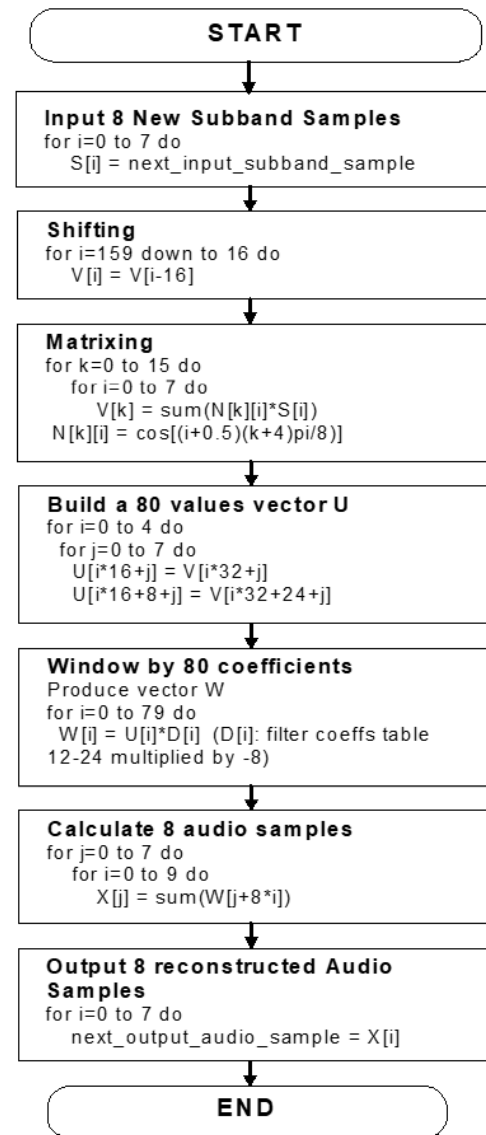 START
Input 8 New Subband Samples
for i=0 to 7 do
S[i] = next_input_subband_sample
Shifting
for i=159 down to 16 do
V[i] = V[i-16]
Matrixing
for k=0 to 15 do
for i=0 to 7 do
V[k] = sum(N[k][i]*S[i])
N[k][i] = cos[(i+0.5)(k+4)pi/8)]
Build a 80 values vector U
for i=0 to 4 do
for j=0 to 7 do
U[i*16+j] = V[i*32+j]
U[i*16+8+j] = V[i*32+24+j]
Window by 80 coefficients
Produce vector W
for i=0 to 79 do
W[i] = U[i]*D[i] (D[i]: filter coeffs table
12-24 multiplied by -8)
Calculate 8 audio samples
for j=0 to 7 do
for i=0 to 9 do
X[j] = sum(W[j+8*i])
Output 8 reconstructed Audio
Samples
for i=0 to 7 do
next_output_audio_sample = X[i]
END